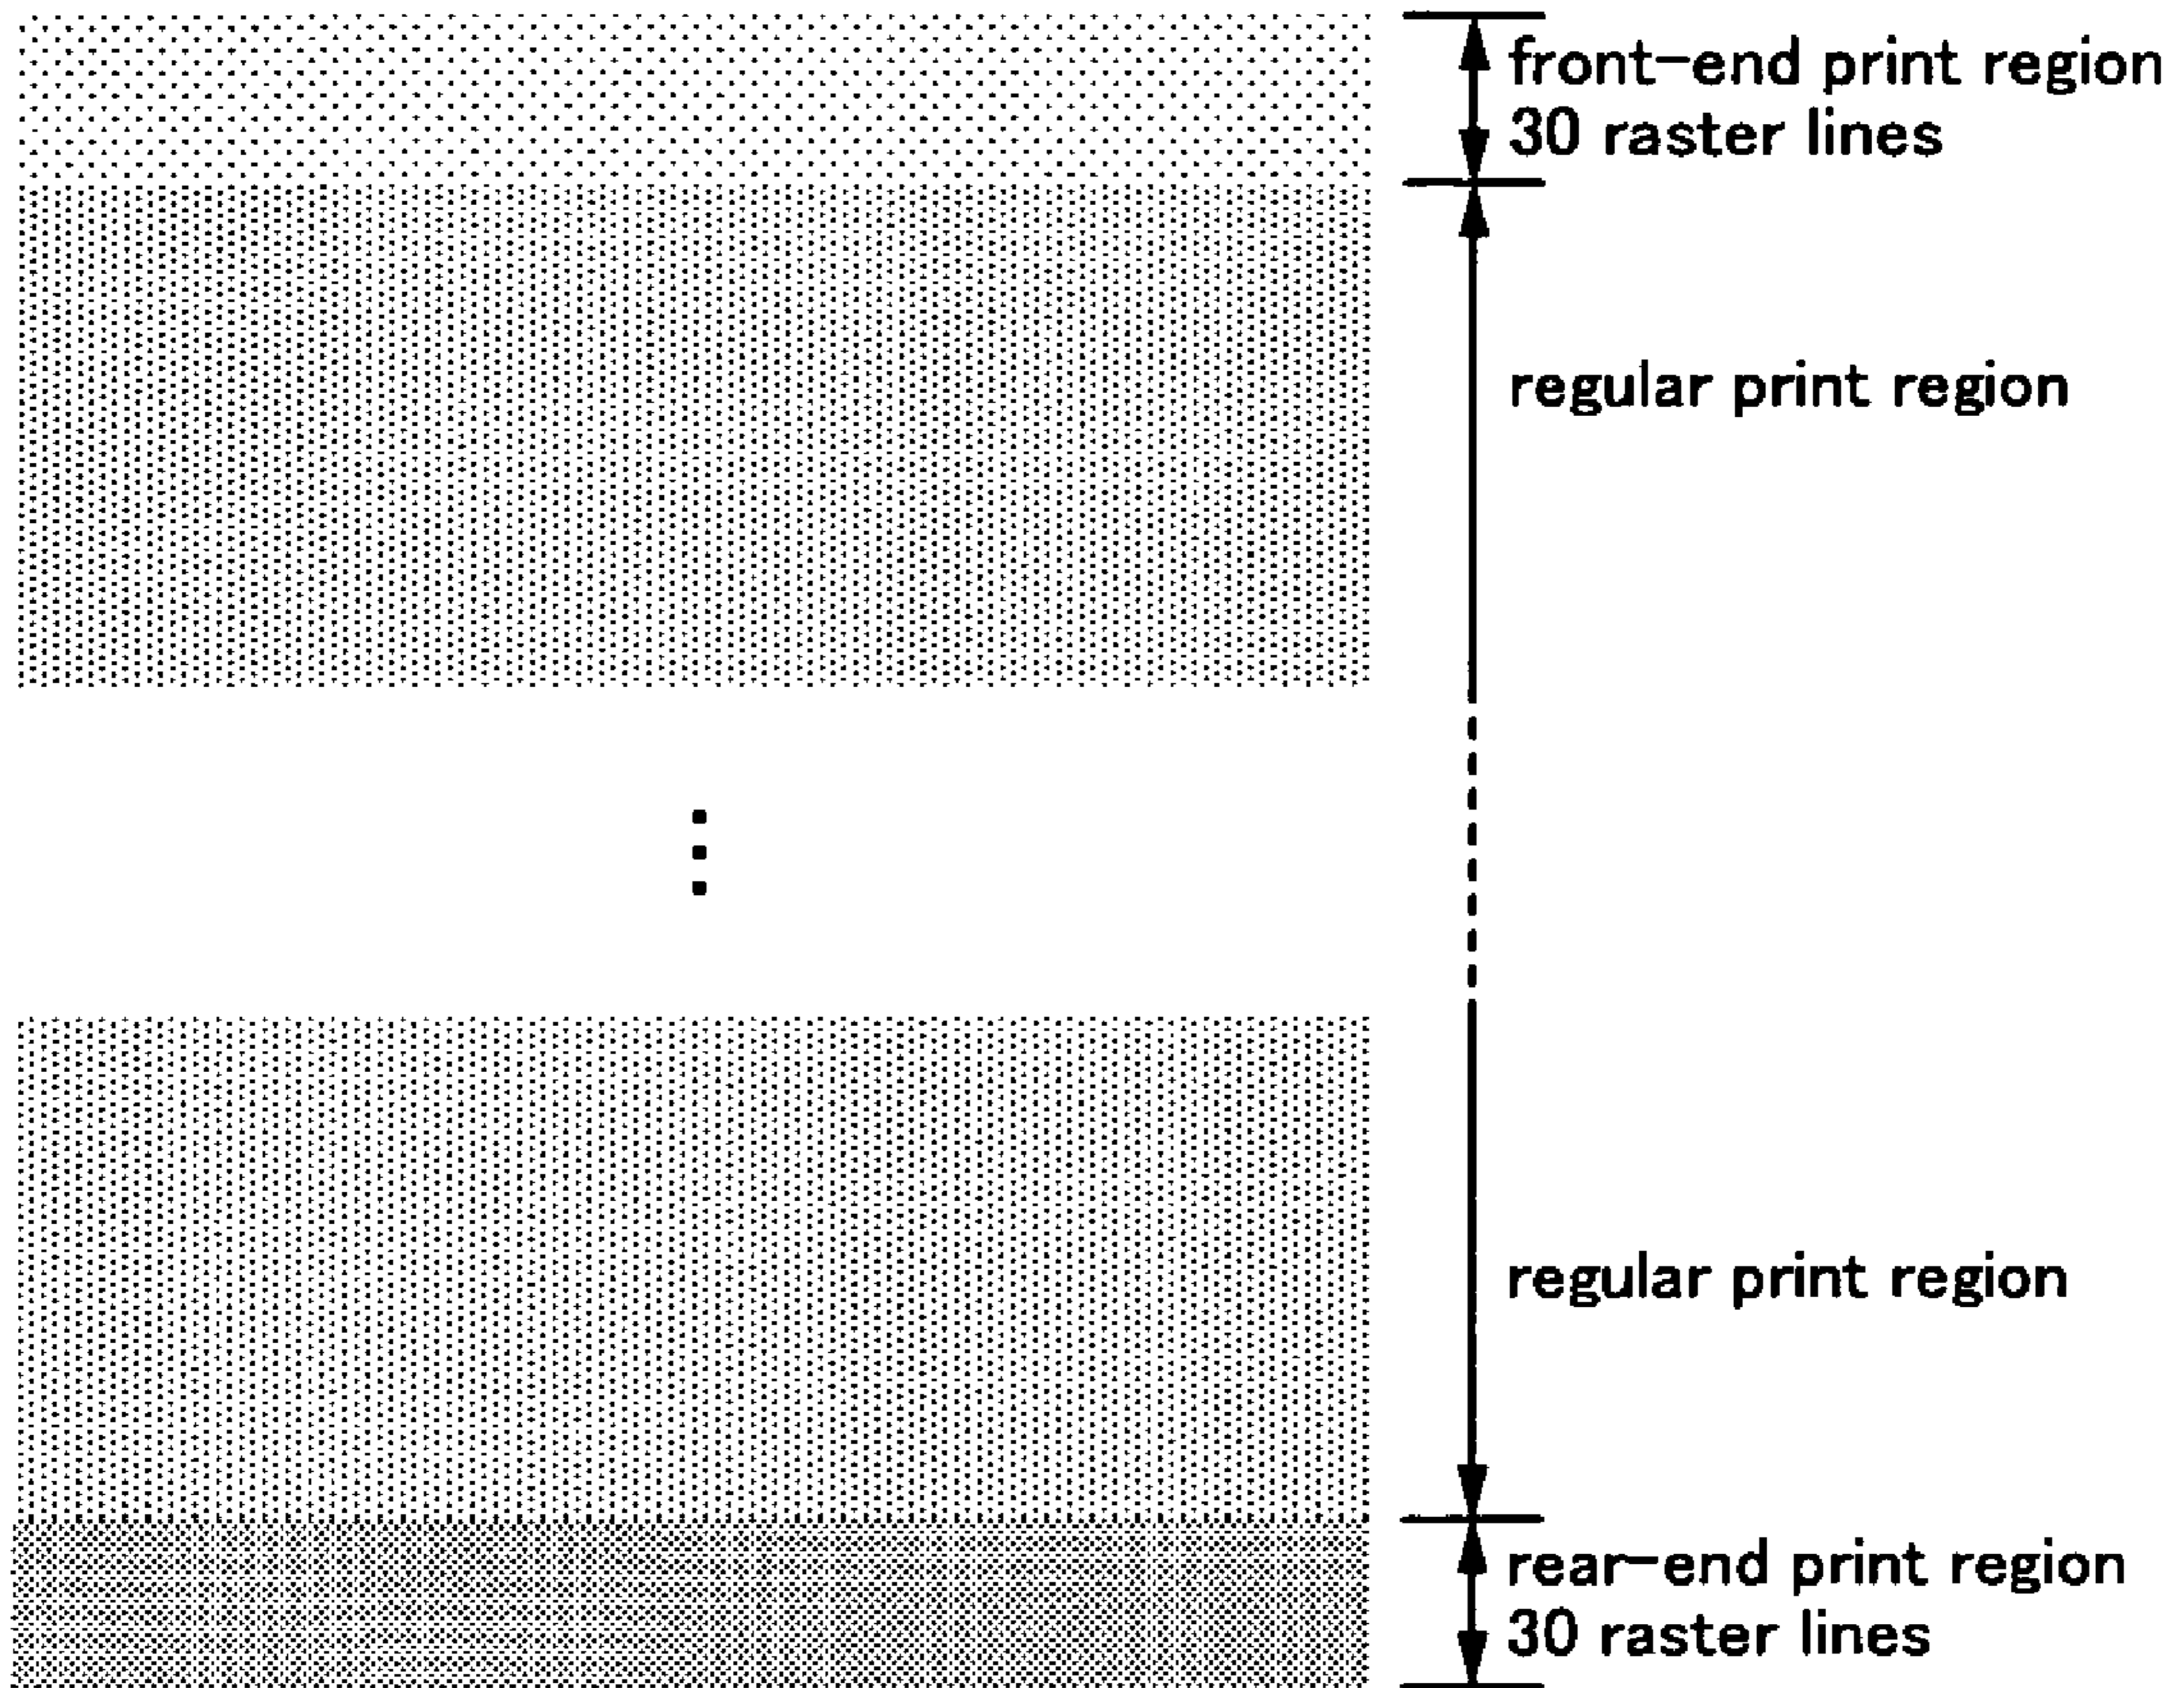 front-end print region
30 raster lines
regular print region
regular print region
rear-end print region
30 raster lines